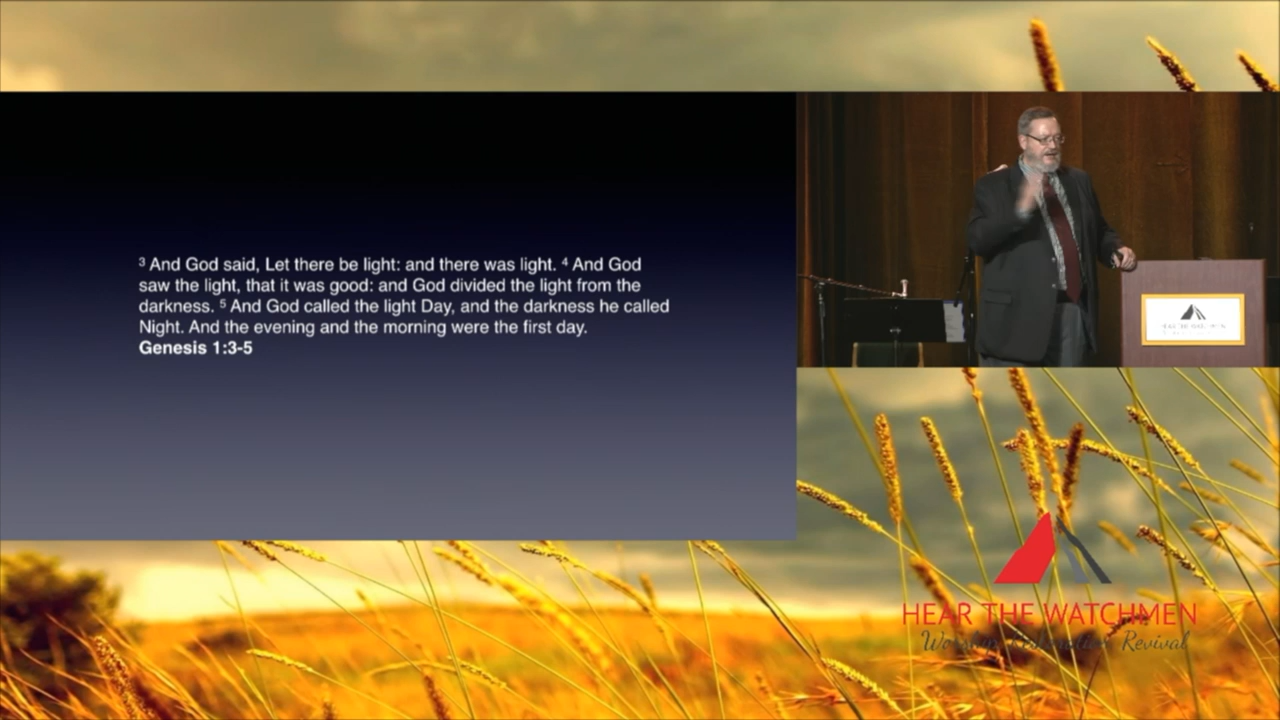 ³ And God said, Let there be light: and there was light. ⁴ And God
saw the light, that it was good: and God divided the light from the
darkness. ⁵ And God called the light Day, and the darkness he called
Night. And the evening and the morning were the first day.
Genesis 1:3-5
HEAR THE WATCHMEN
Worship Restoration Revival